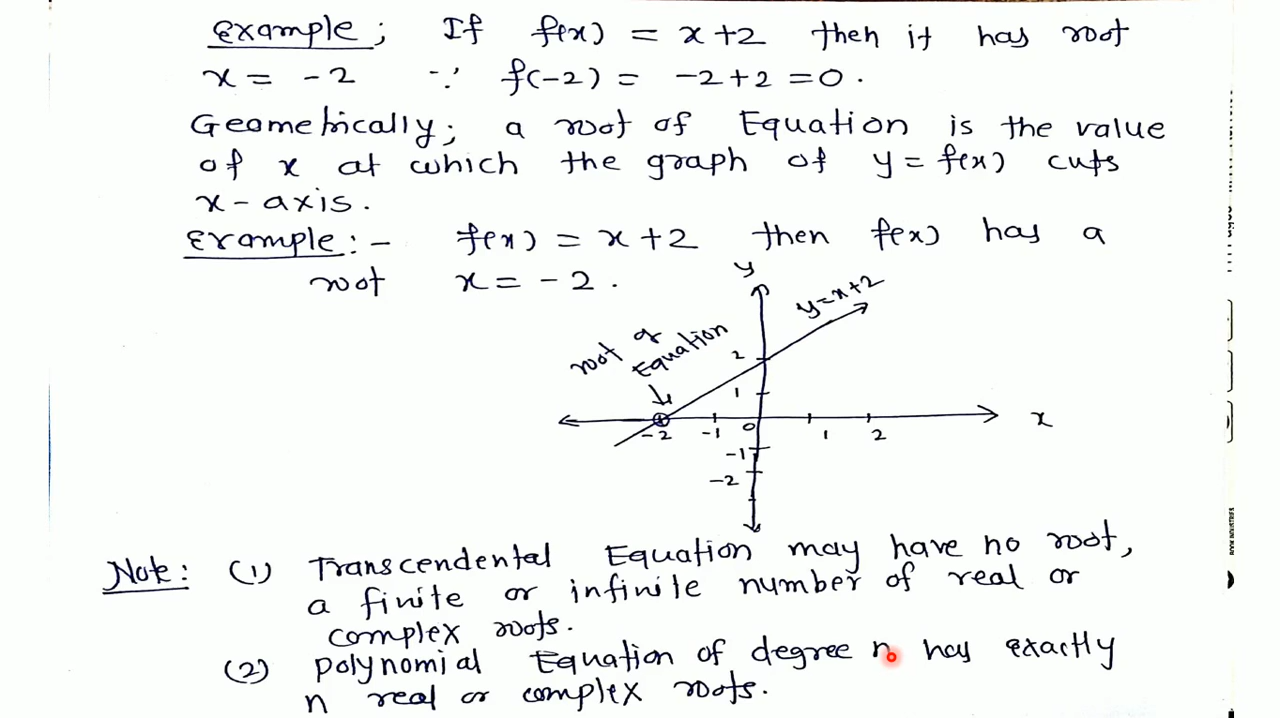 Example; If f(x) = x+2 then it has root
x = -2 ∵ f(-2) = -2+2 = 0.
Geometrically; a root of Equation is the value
of x at which the graph of y = f(x) cuts
x-axis.
Example:- f(x) = x+2 then f(x) has a
root x = -2.
y
y=x+2
root of
Equation
2
1
-2 -1 0 1 2 x
-1
-2
Note: (1) Transcendental Equation may have no root,
a finite or infinite number of real or
complex roots.
(2) polynomial Equation of degree n has exactly
n real or complex roots.